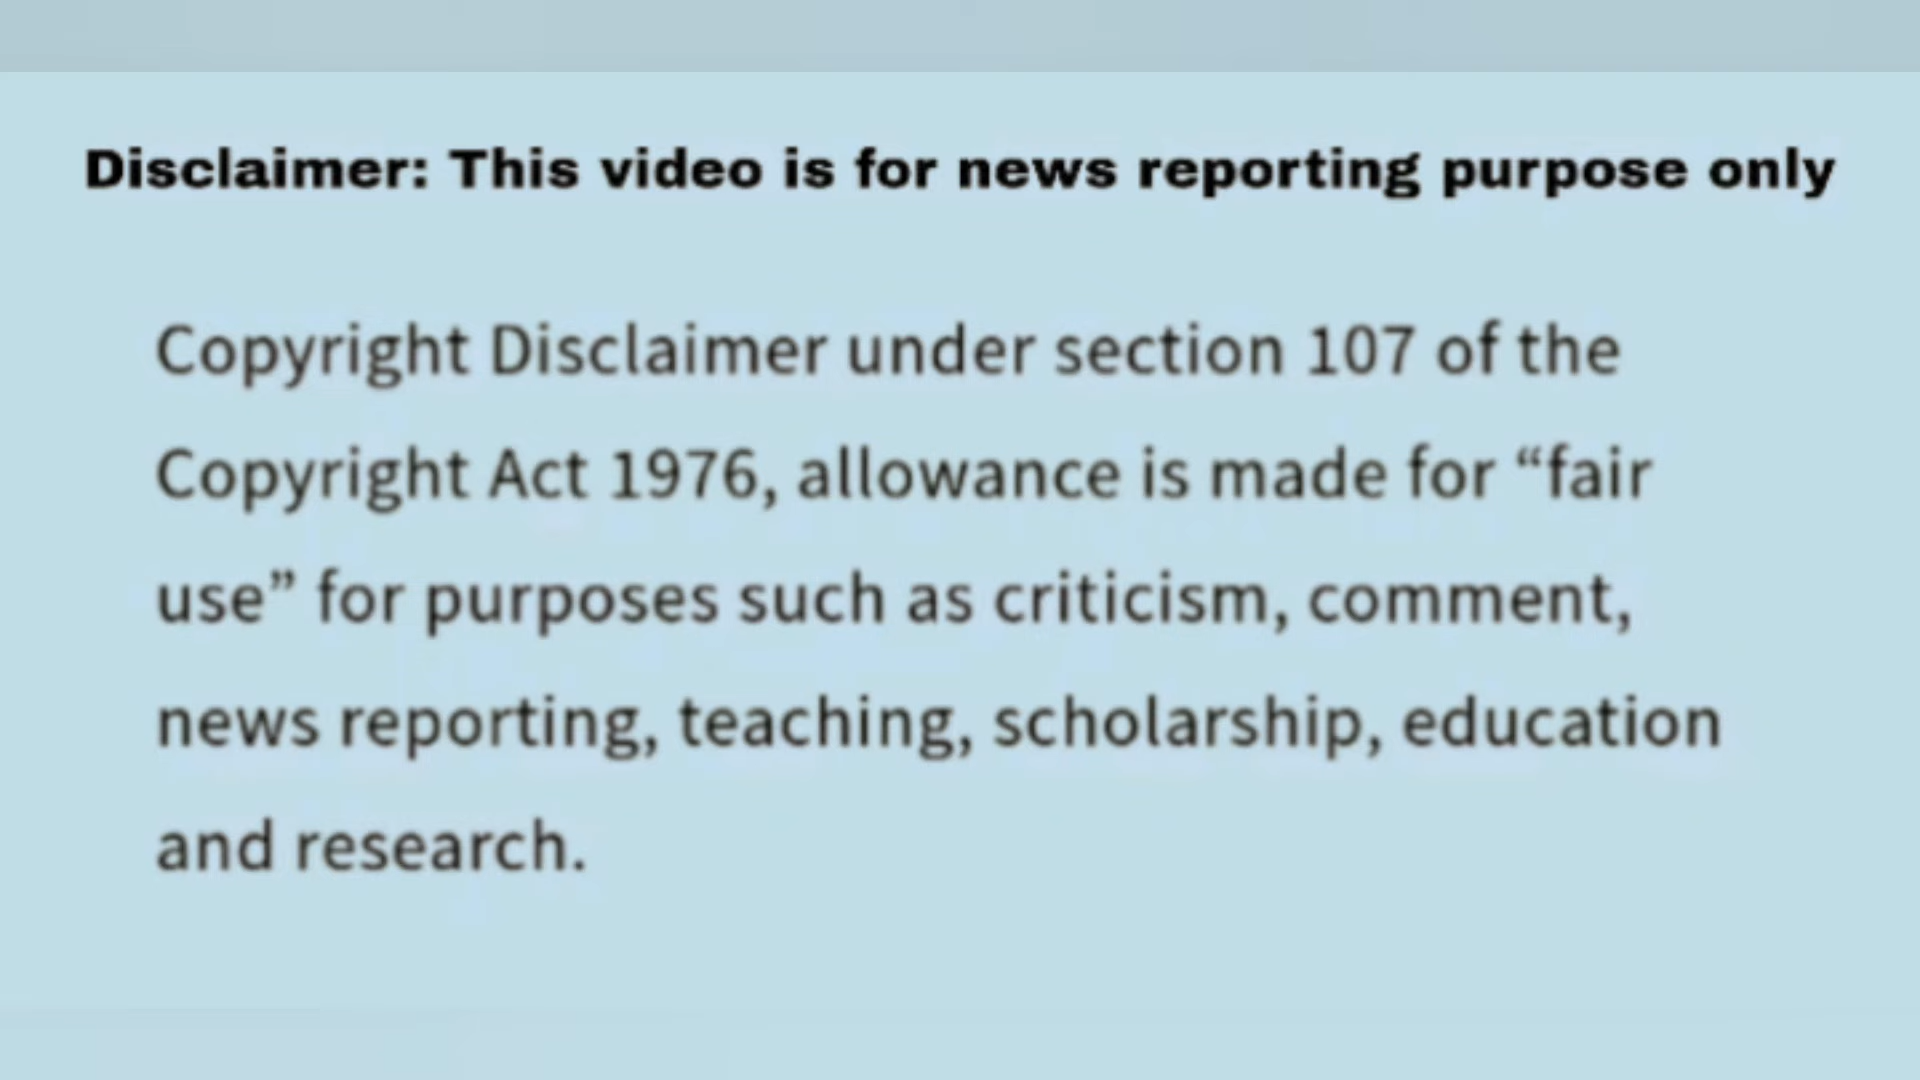 Disclaimer: This video is for news reporting purpose only
Copyright Disclaimer under section 107 of the
Copyright Act 1976, allowance is made for “fair
use” for purposes such as criticism, comment,
news reporting, teaching, scholarship, education
and research.